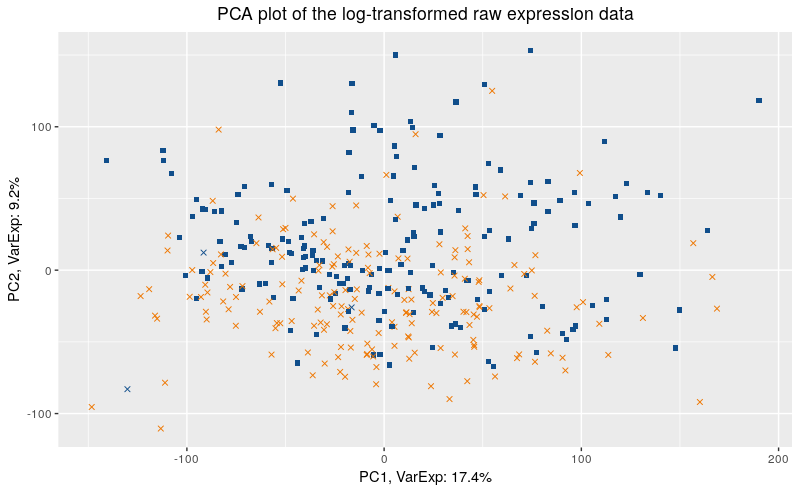 PCA plot of the log-transformed raw expression data
PC2, VarExp: 9.2%
100
0
-100
-100
0
100
200
PC1, VarExp: 17.4%